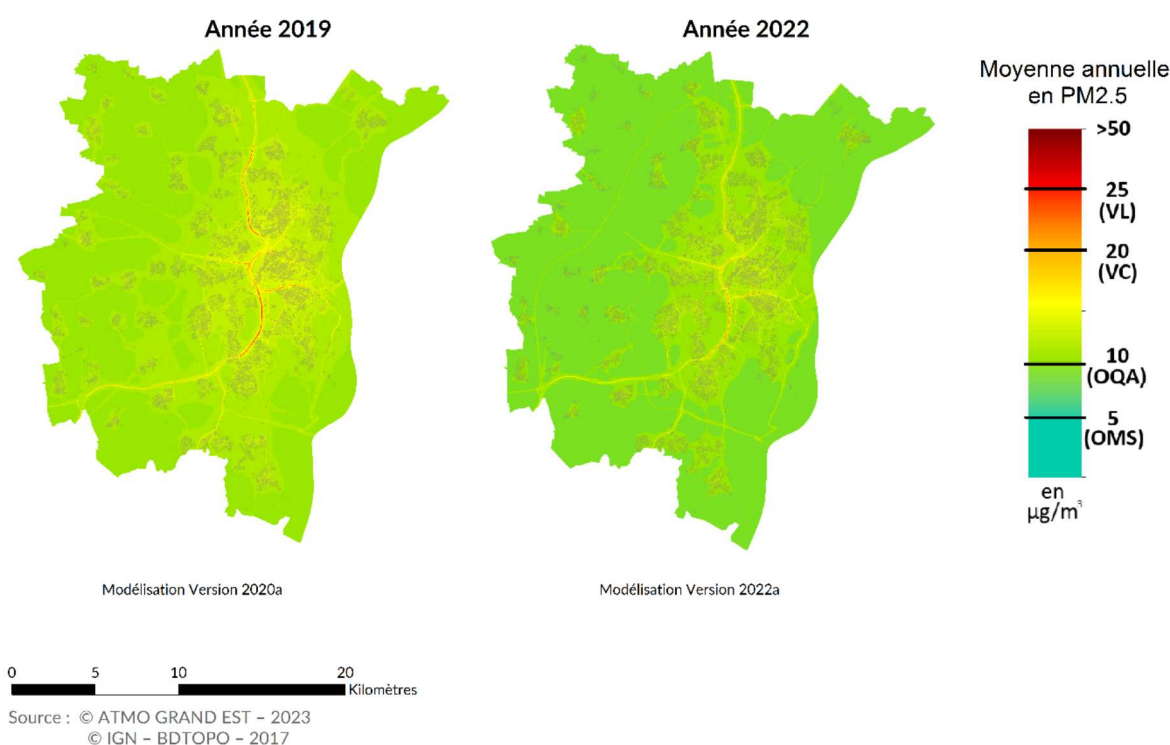 Année 2019
Année 2022
Moyenne annuelle
en PM2.5
>50
25
(VL)
20
(VC)
10
(OQA)
5
(OMS)
en
µg/m³
Modélisation Version 2020a
Modélisation Version 2022a
0 5 10 20
Kilomètres
Source : © ATMO GRAND EST – 2023
© IGN – BDTOPO – 2017